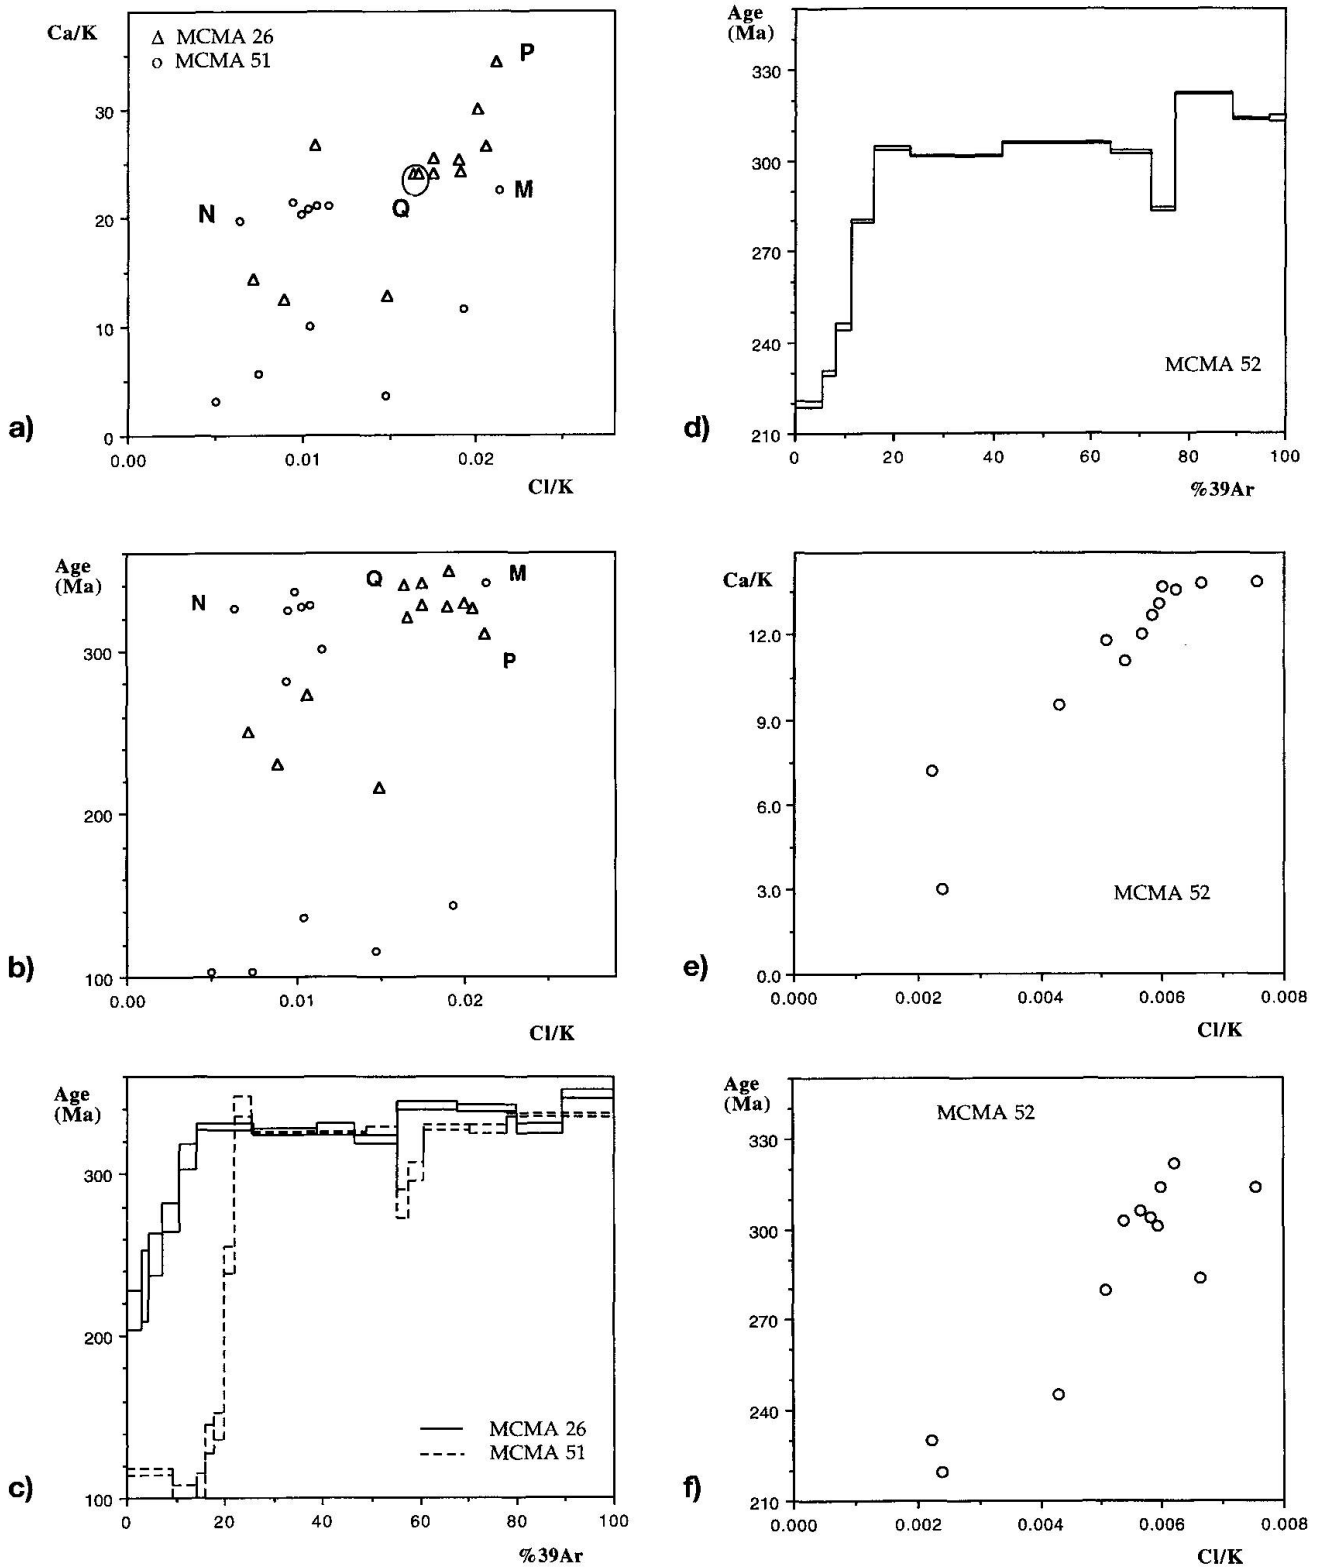 Ca/K
MCMA 26
MCMA 51
P
30
M
N
Q
20
10
0
0.00
0.01
0.02
Cl/K
a)
Age
(Ma)
330
300
270
240
210
MCMA 52
0
20
40
60
80
100
%39Ar
d)
Age
(Ma)
Q
M
N
P
300
200
100
0.00
0.01
0.02
Cl/K
b)
Ca/K
12.0
9.0
6.0
3.0
0.0
MCMA 52
0.000
0.002
0.004
0.006
0.008
Cl/K
e)
Age
(Ma)
300
200
100
MCMA 26
MCMA 51
0
20
40
60
80
100
%39Ar
c)
Age
(Ma)
MCMA 52
330
300
270
240
210
0.000
0.002
0.004
0.006
0.008
Cl/K
f)